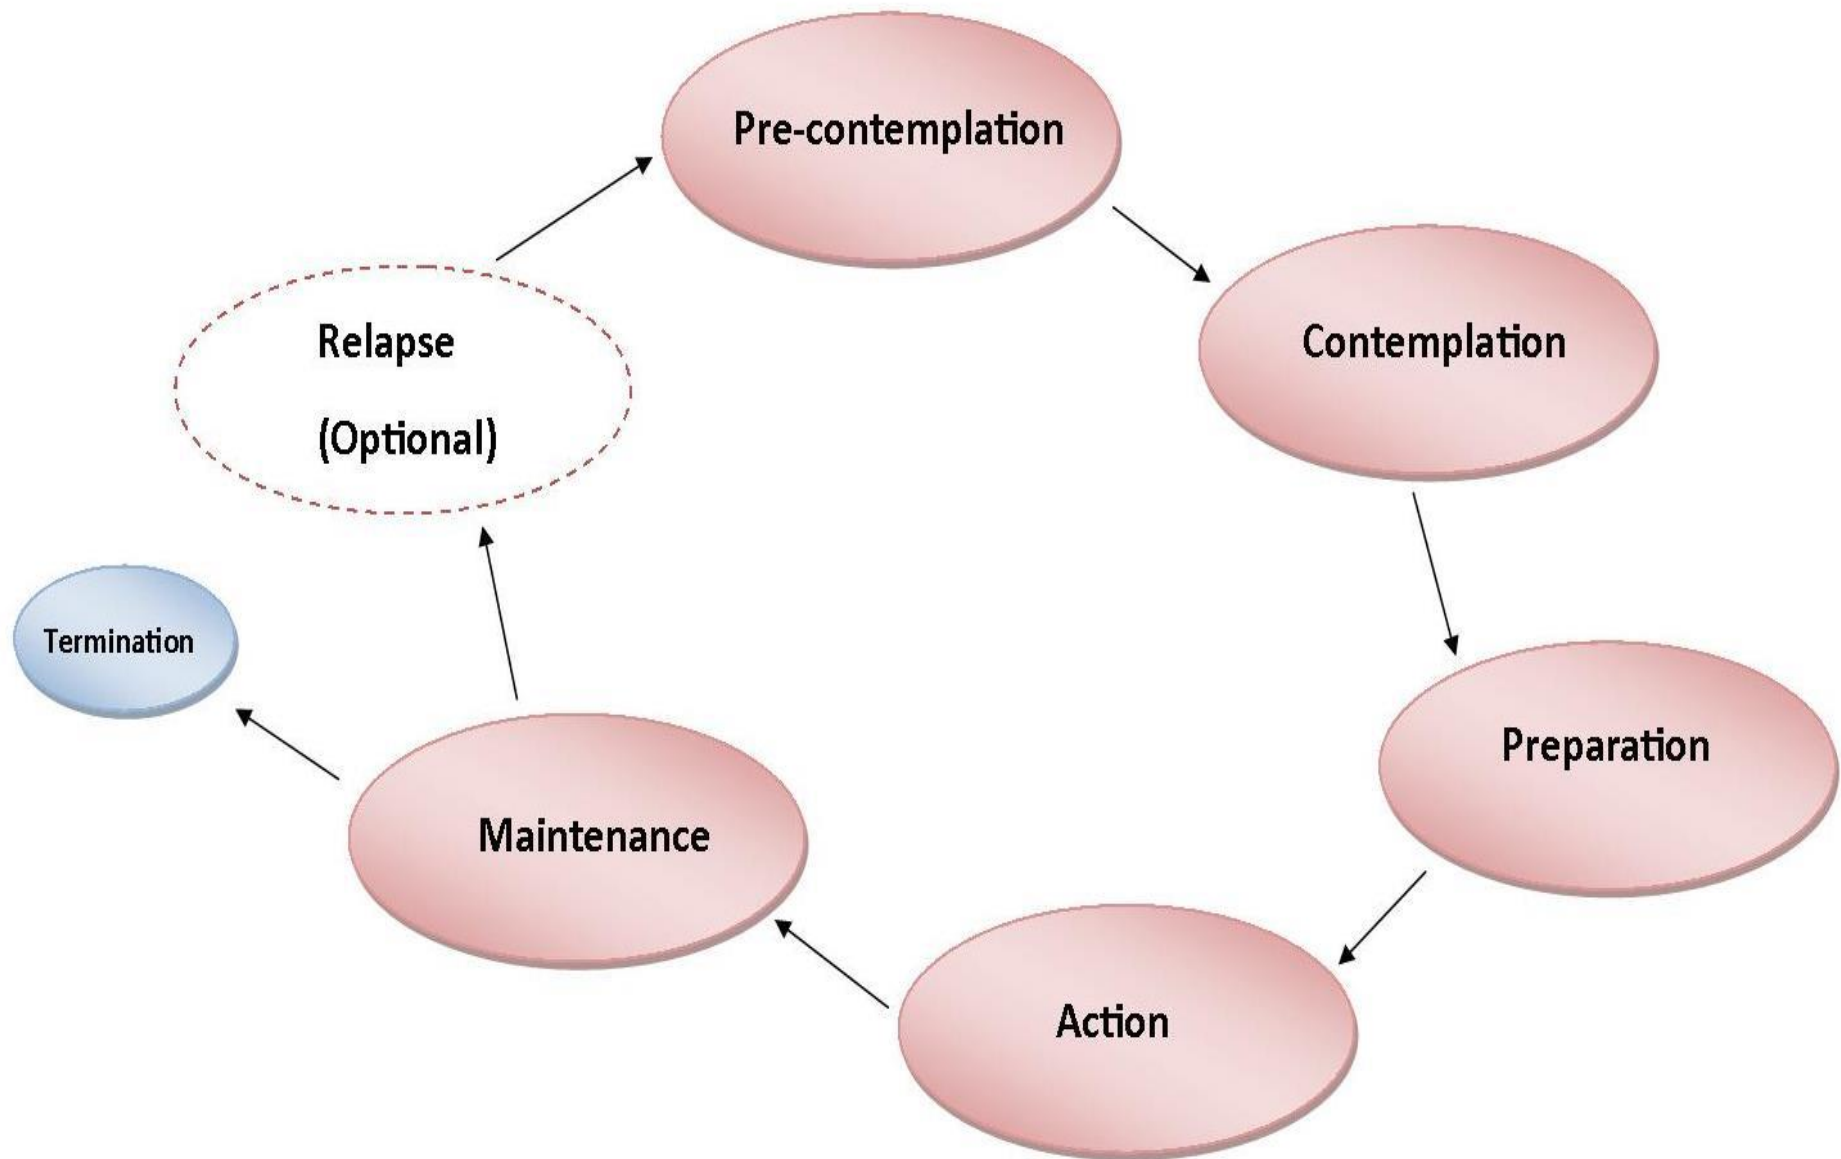 Pre-contemplation
Contemplation
Preparation
Action
Maintenance
Termination
Relapse
(Optional)